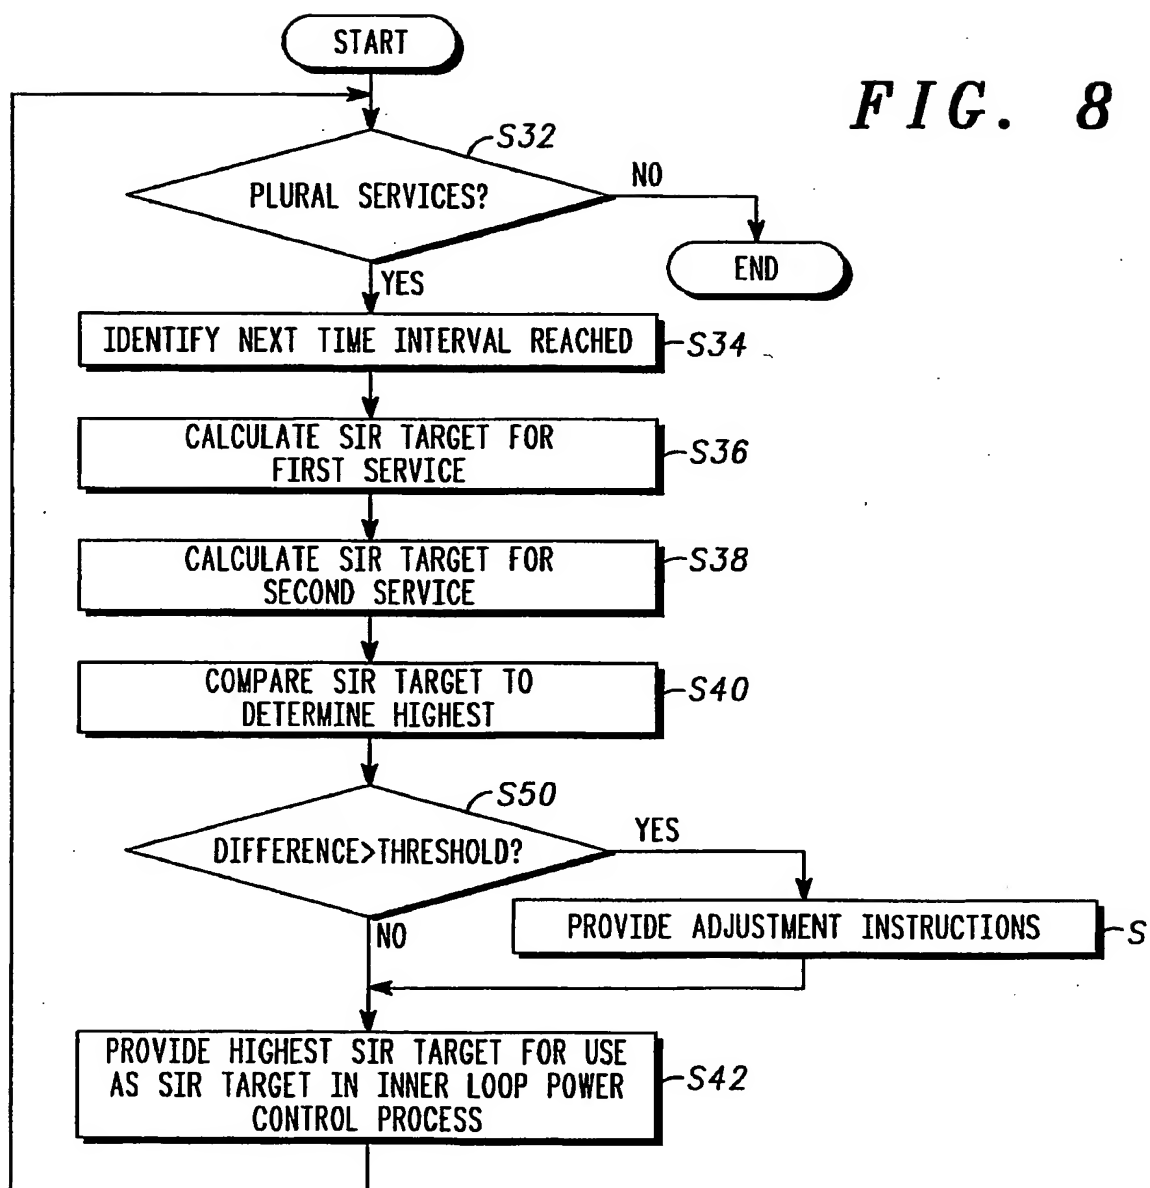 START
FIG. 8
S32
PLURAL SERVICES?
NO
END
YES
IDENTIFY NEXT TIME INTERVAL REACHED
S34
CALCULATE SIR TARGET FOR
FIRST SERVICE
S36
CALCULATE SIR TARGET FOR
SECOND SERVICE
S38
COMPARE SIR TARGET TO
DETERMINE HIGHEST
S40
S50
DIFFERENCE>THRESHOLD?
YES
NO
PROVIDE ADJUSTMENT INSTRUCTIONS
S
PROVIDE HIGHEST SIR TARGET FOR USE
AS SIR TARGET IN INNER LOOP POWER
CONTROL PROCESS
S42